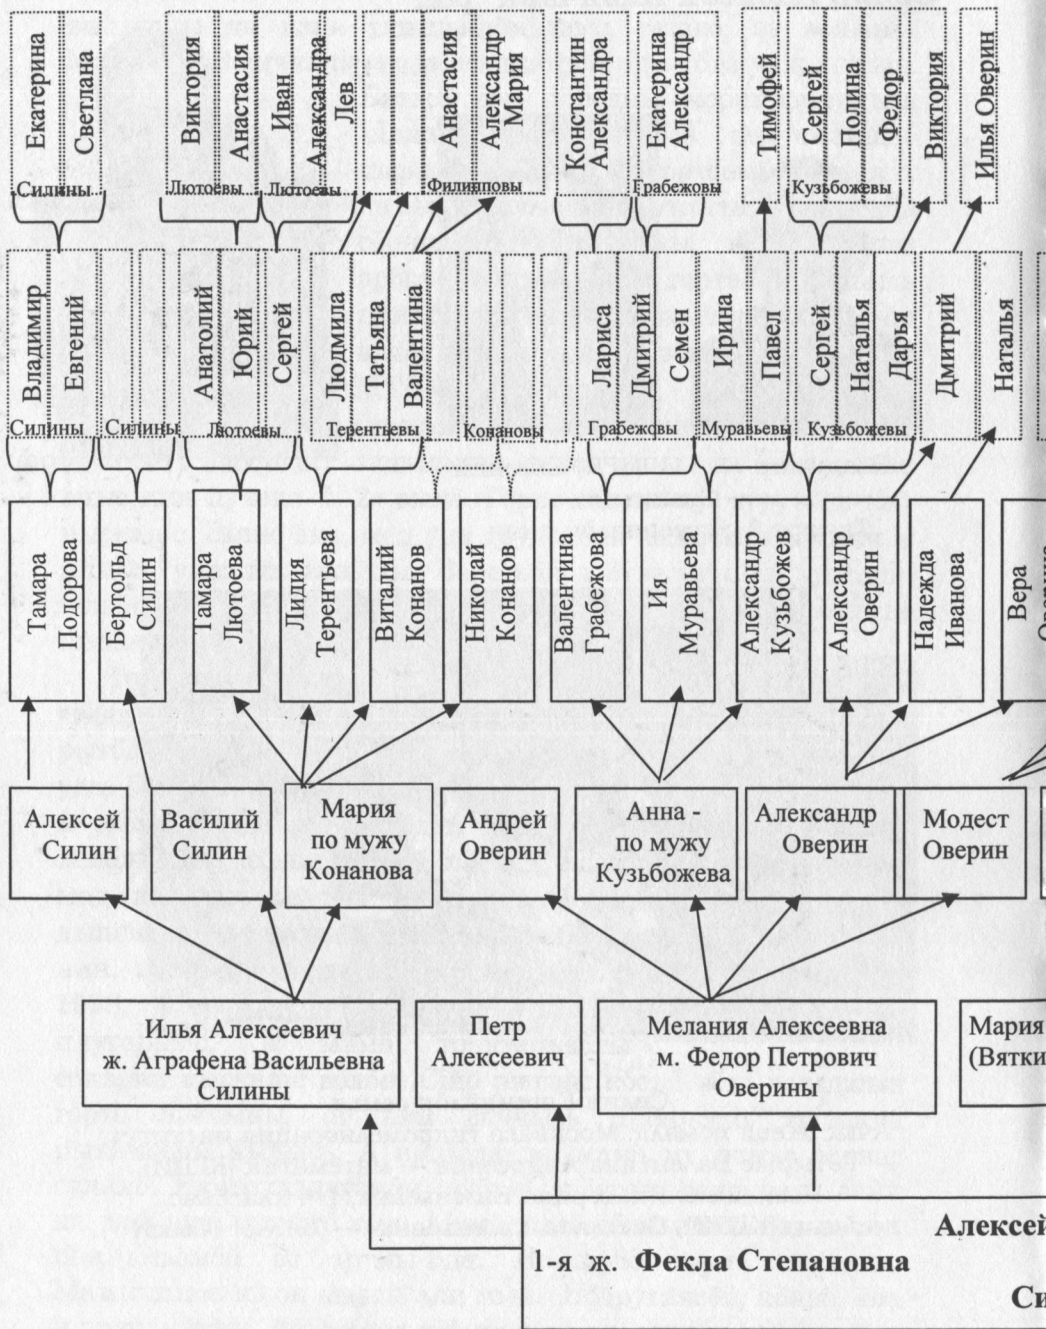 Екатерина
Светлана
Виктория
Анастасия
Иван
Александра
Лев
Анастасия
Александр
Мария
Константин
Александра
Екатерина
Александр
Тимофей
Сергей
Полина
Федор
Виктория
Илья Оверин
Силины
Лютоевы
Лютоевы
Филипповы
Грабежовы
Кузьбожевы
Владимир
Евгений
Анатолий
Юрий
Сергей
Людмила
Татьяна
Валентина
Лариса
Дмитрий
Семен
Ирина
Павел
Сергей
Наталья
Дарья
Дмитрий
Наталья
Силины
Силины
Лютоевы
Терентьевы
Конановы
Грабежовы
Муравьевы
Кузьбожевы
Тамара
Подорова
Бертольд
Силин
Тамара
Лютоева
Лидия
Терентьева
Виталий
Конанов
Николай
Конанов
Валентина
Грабежова
Ия
Муравьева
Александр
Кузбожев
Александр
Оверин
Надежда
Иванова
Вера
Алексей
Силин
Василий
Силин
Мария
по мужу
Конанова
Андрей
Оверин
Анна -
по мужу
Кузьбожева
Александр
Оверин
Модест
Оверин
Илья Алексеевич
ж. Аграфена Васильевна
Силины
Петр
Алексеевич
Мелания Алексеевна
м. Федор Петрович
Оверины
Мария
(Вятки
Алексей
1-я ж. Фекла Степановна
Си